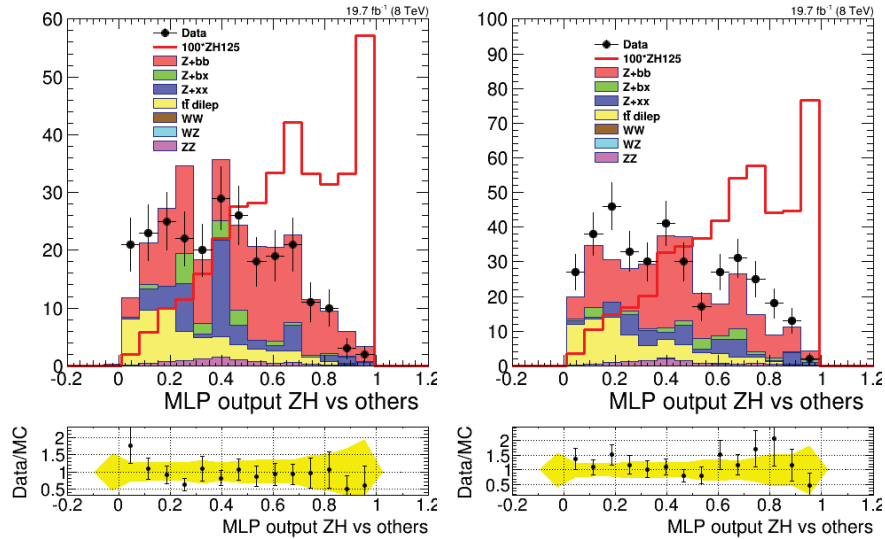 19.7 fb⁻¹ (8 TeV)
60
50
40
30
20
10
0
Data
100*ZH125
Z+bb
Z+bx
Z+xx
tt̄ dilep
WW
WZ
ZZ
-0.2 0 0.2 0.4 0.6 0.8 1 1.2
MLP output ZH vs others
Data/MC
2
1.5
1
0.5
-0.2 0 0.2 0.4 0.6 0.8 1 1.2
MLP output ZH vs others
19.7 fb⁻¹ (8 TeV)
100
90
80
70
60
50
40
30
20
10
0
Data
100*ZH125
Z+bb
Z+bx
Z+xx
tt̄ dilep
WW
WZ
ZZ
-0.2 0 0.2 0.4 0.6 0.8 1 1.2
MLP output ZH vs others
Data/MC
2
1.5
1
0.5
-0.2 0 0.2 0.4 0.6 0.8 1 1.2
MLP output ZH vs others